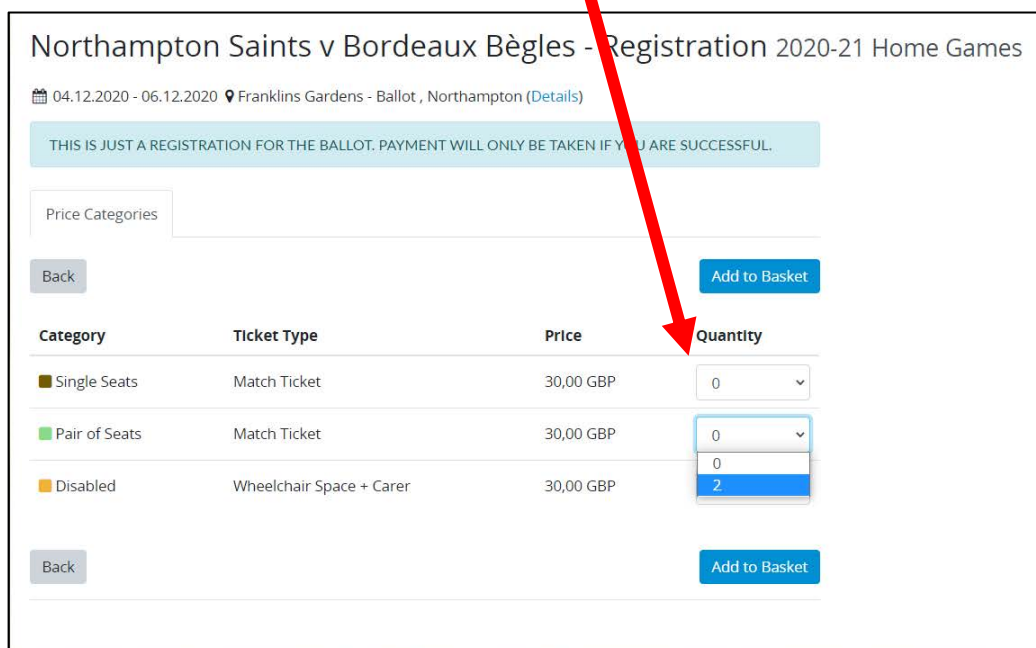 Northampton Saints v Bordeaux Bègles - Registration 2020-21 Home Games
04.12.2020 - 06.12.2020 Franklins Gardens - Ballot , Northampton (Details)
THIS IS JUST A REGISTRATION FOR THE BALLOT. PAYMENT WILL ONLY BE TAKEN IF YOU ARE SUCCESSFUL.
Price Categories
Back Add to Basket
Category Ticket Type Price Quantity
Single Seats Match Ticket 30,00 GBP 0
Pair of Seats Match Ticket 30,00 GBP 0
0
Disabled Wheelchair Space + Carer 30,00 GBP 2
Back Add to Basket